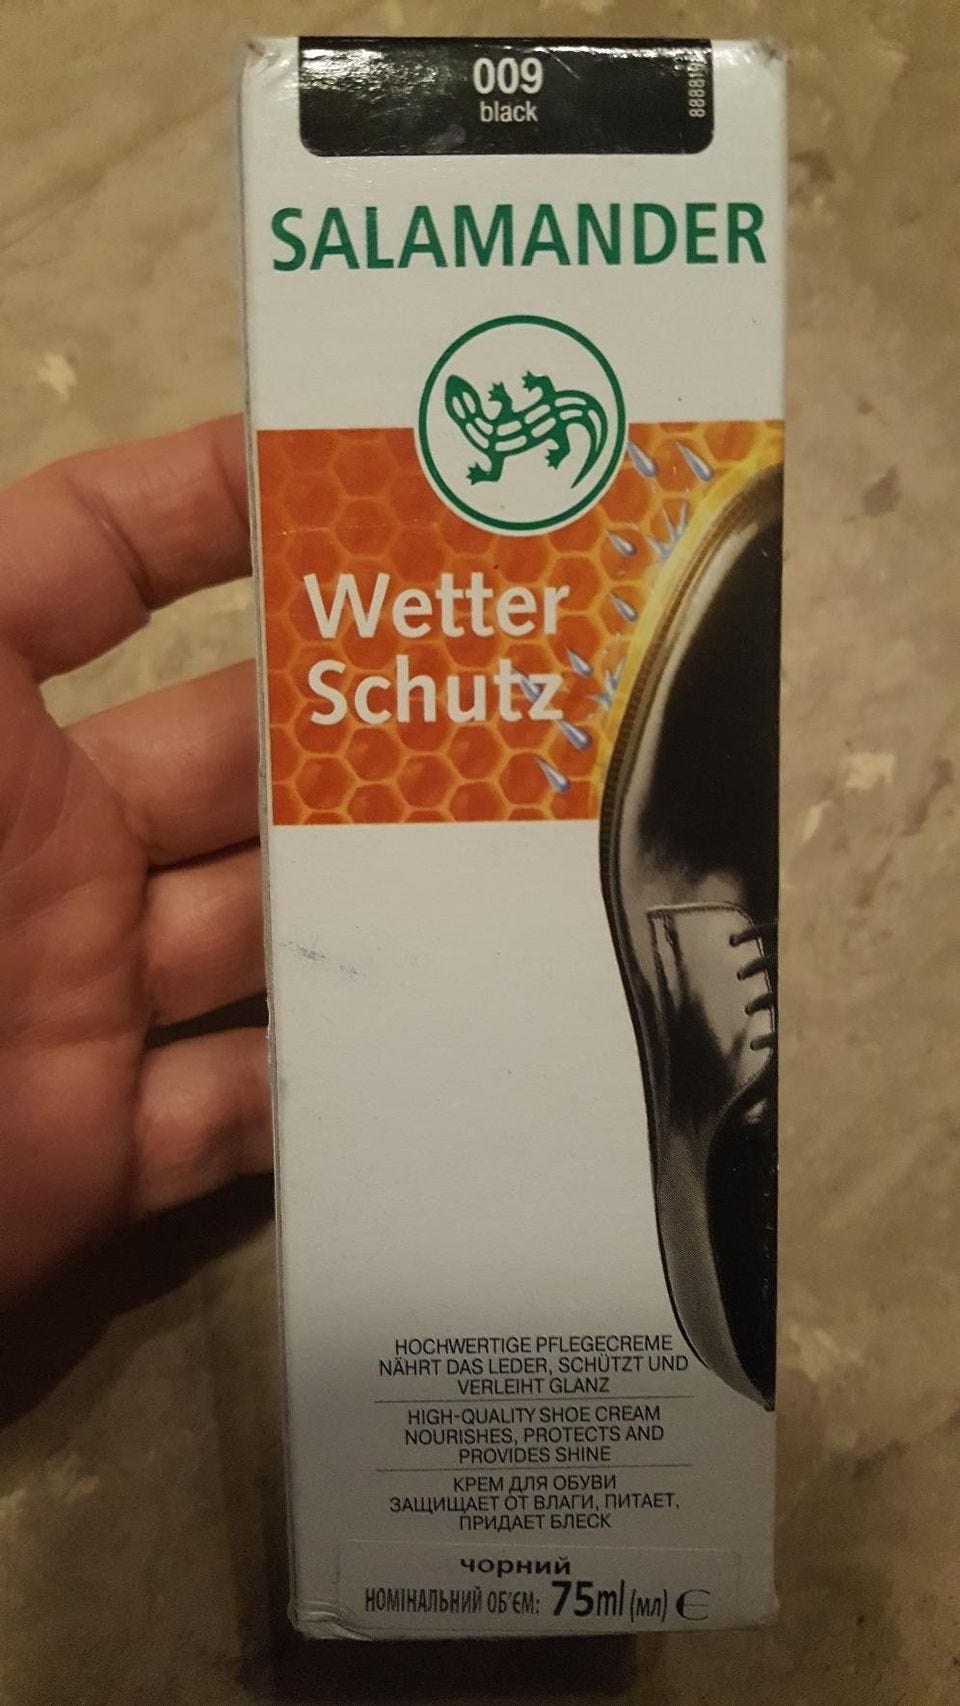 009
black
SALAMANDER
Wetter
Schutz
HOCHWERTIGE PFLEGECREME
NÄHRT DAS LEDER, SCHÜTZT UND
VERLEIHT GLANZ
HIGH-QUALITY SHOE CREAM
NOURISHES, PROTECTS AND
PROVIDES SHINE
КРЕМ ДЛЯ ОБУВИ
ЗАЩИЩАЕТ ОТ ВЛАГИ, ПИТАЕТ,
ПРИДАЕТ БЛЕСК
чорний
НОМІНАЛЬНИЙ ОБ'ЄМ: 75ml (мл) ∈